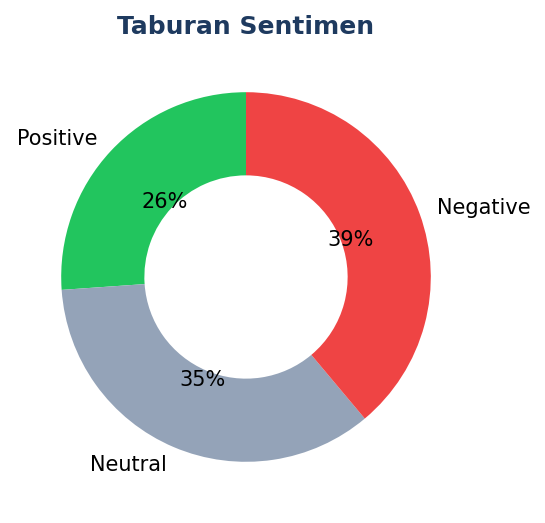 Taburan Sentimen
Positive
26%
Negative
39%
35%
Neutral